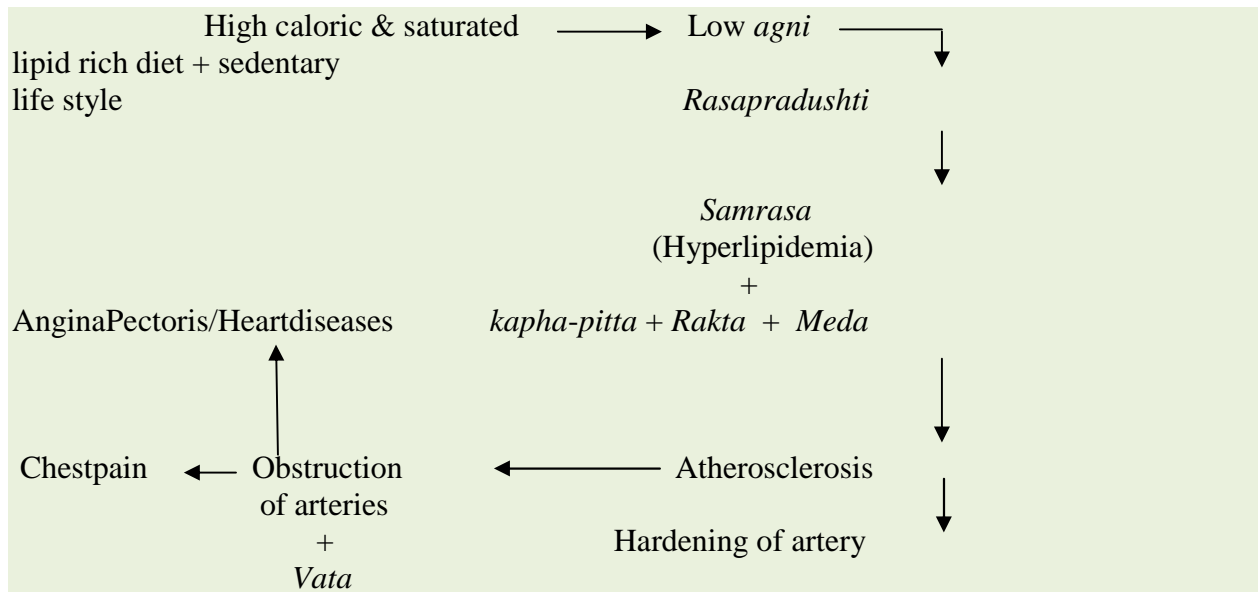 High caloric & saturated Low agni
lipid rich diet + sedentary
life style Rasapradushti
Samrasa
(Hyperlipidemia)
+
AnginaPectoris/Heartdiseases kapha-pitta + Rakta + Meda
Chestpain Obstruction Atherosclerosis
of arteries
+ Hardening of artery
Vata